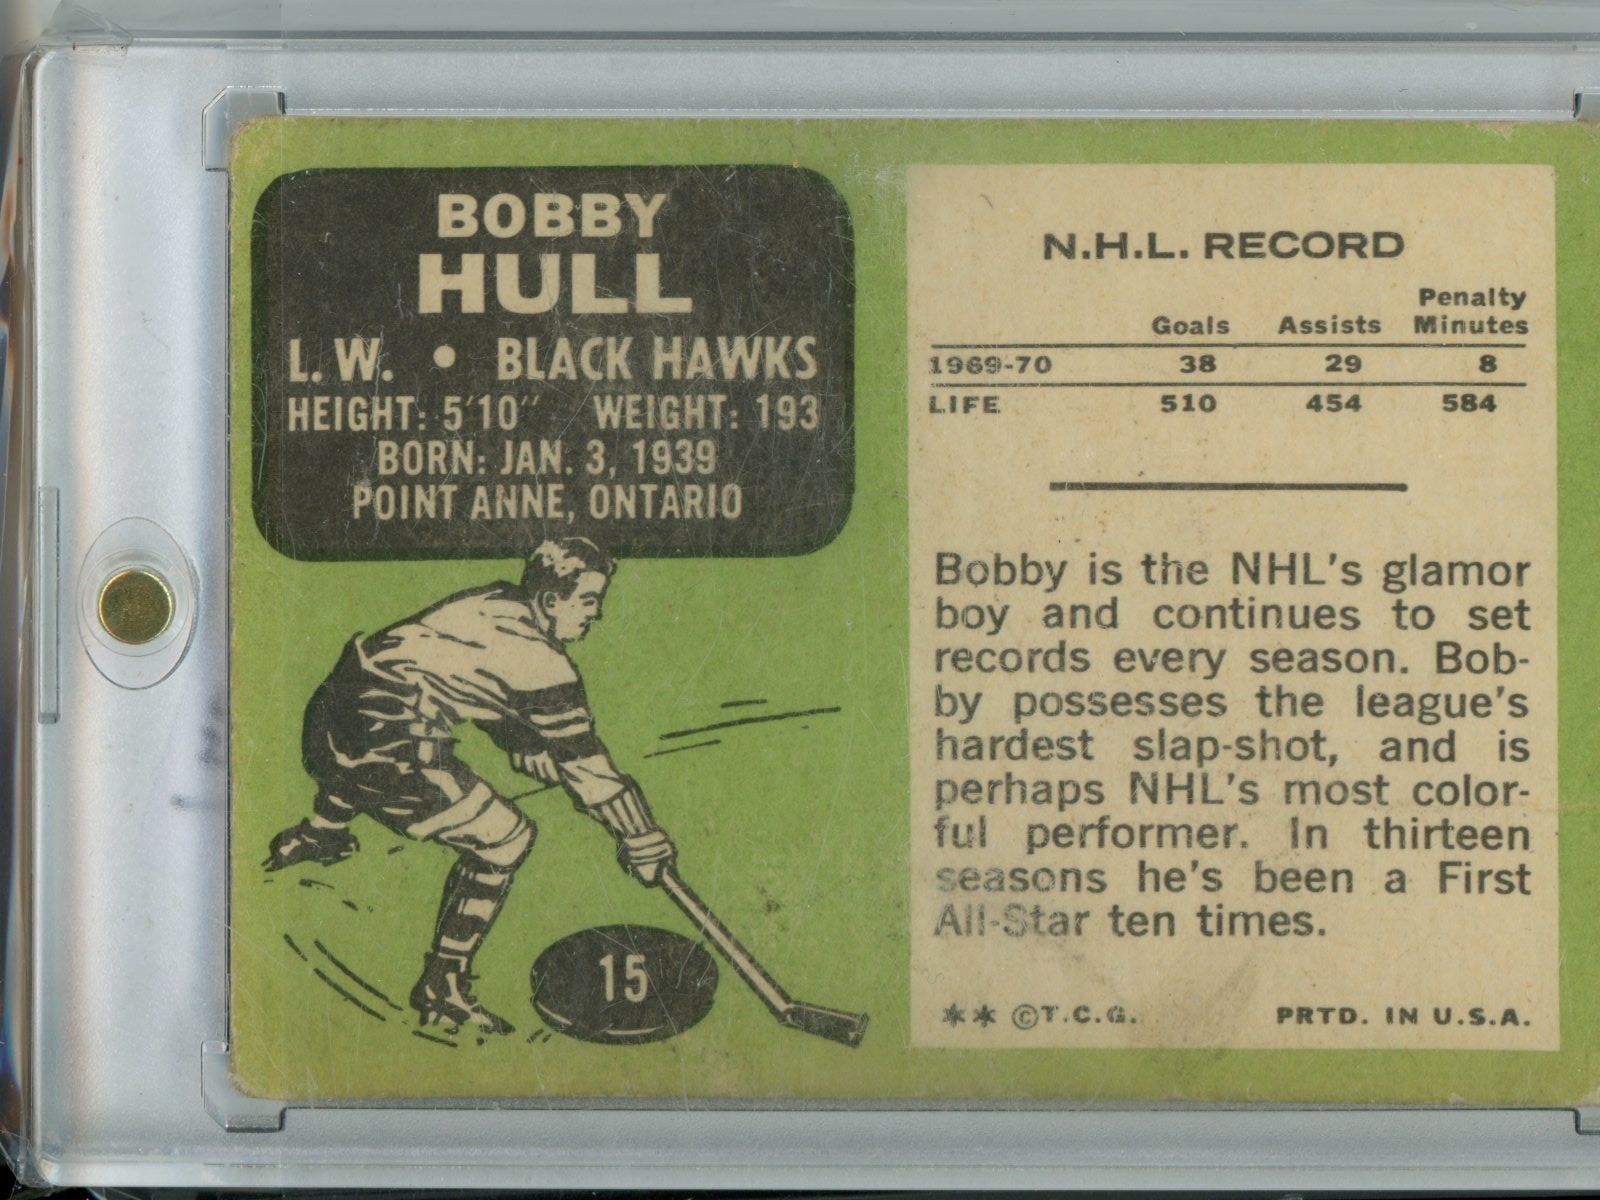 BOBBY
HULL
L. W. • BLACK HAWKS
HEIGHT: 5'10" WEIGHT: 193
BORN: JAN. 3, 1939
POINT ANNE, ONTARIO
15
N.H.L. RECORD
Goals Assists Penalty Minutes
1969-70 38 29 8
LIFE 510 454 584
Bobby is the NHL's glamor
boy and continues to set
records every season. Bob-
by possesses the league's
hardest slap-shot, and is
perhaps NHL's most color-
ful performer. In thirteen
seasons he's been a First
All-Star ten times.
** ©T.C.G. PRTD. IN U.S.A.